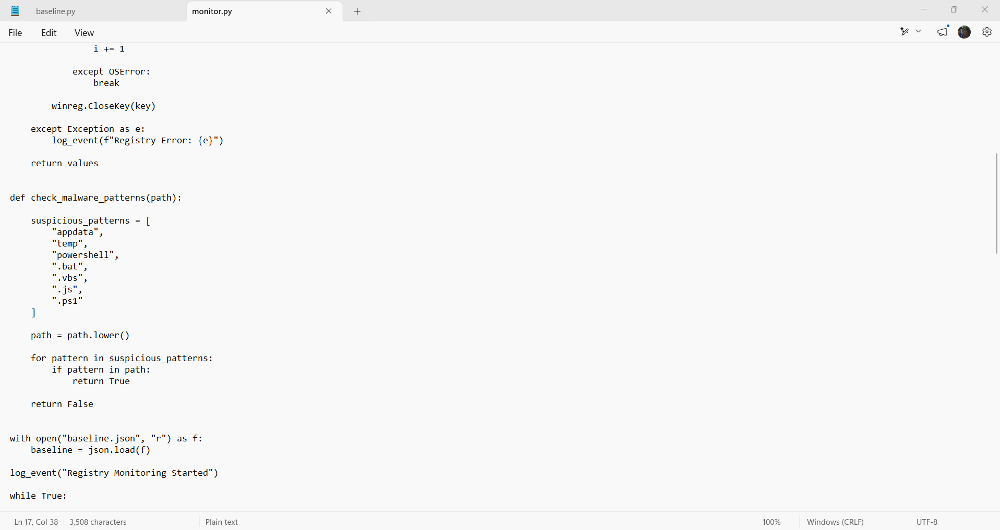 baseline.py
monitor.py
File Edit View
                i += 1

            except OSError:
                break

        winreg.CloseKey(key)

    except Exception as e:
        log_event(f"Registry Error: {e}")

    return values


def check_malware_patterns(path):

    suspicious_patterns = [
        "appdata",
        "temp",
        "powershell",
        ".bat",
        ".vbs",
        ".js",
        ".ps1"
    ]

    path = path.lower()

    for pattern in suspicious_patterns:
        if pattern in path:
            return True

    return False


with open("baseline.json", "r") as f:
    baseline = json.load(f)

log_event("Registry Monitoring Started")

while True:
Ln 17, Col 38 3,508 characters Plain text 100% Windows (CRLF) UTF-8